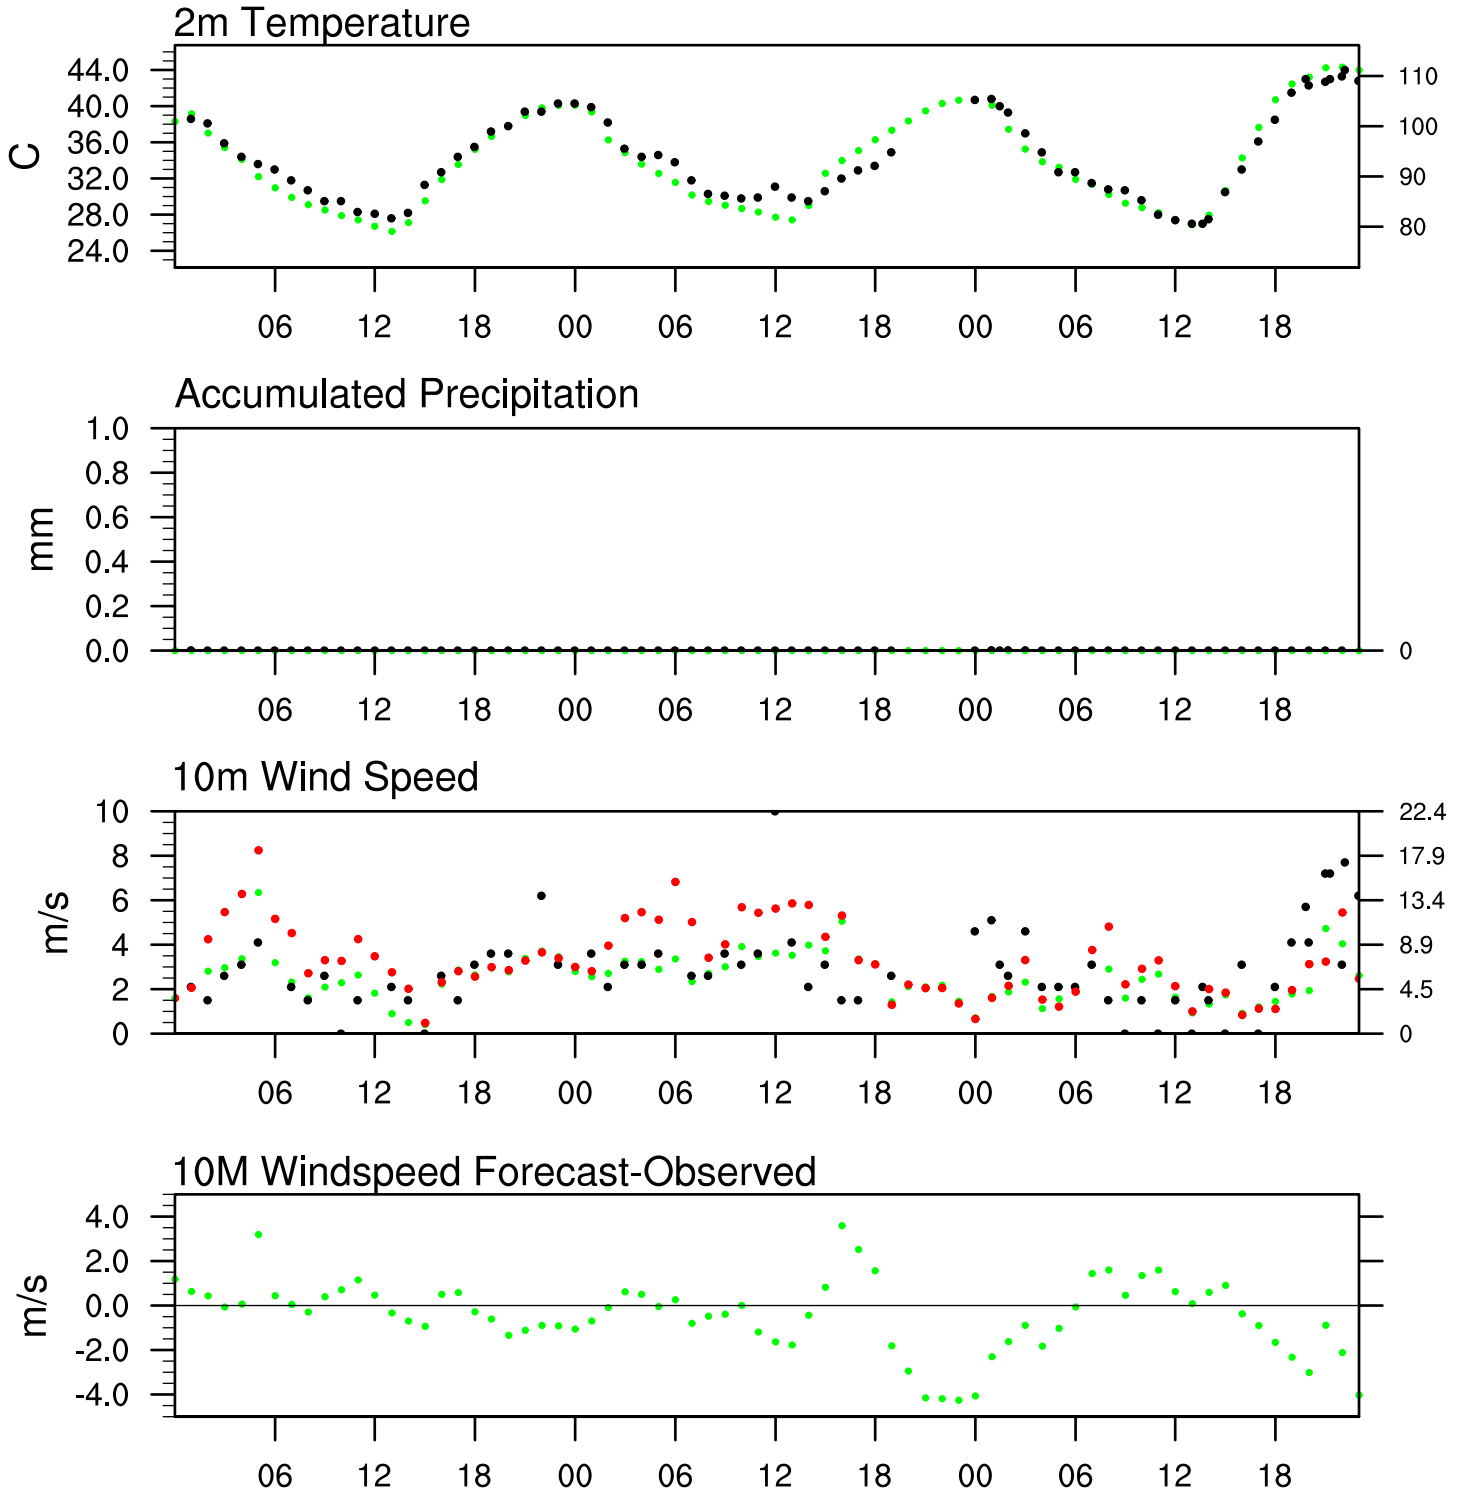 2m Temperature
44.0
40.0
36.0
32.0
28.0
24.0
C
110
100
90
80
06 12 18 00 06 12 18 00 06 12 18
Accumulated Precipitation
1.0
0.8
0.6
0.4
0.2
0.0
mm
0
06 12 18 00 06 12 18 00 06 12 18
10m Wind Speed
10
8
6
4
2
0
m/s
22.4
17.9
13.4
8.9
4.5
0
06 12 18 00 06 12 18 00 06 12 18
10M Windspeed Forecast-Observed
4.0
2.0
0.0
-2.0
-4.0
m/s
06 12 18 00 06 12 18 00 06 12 18